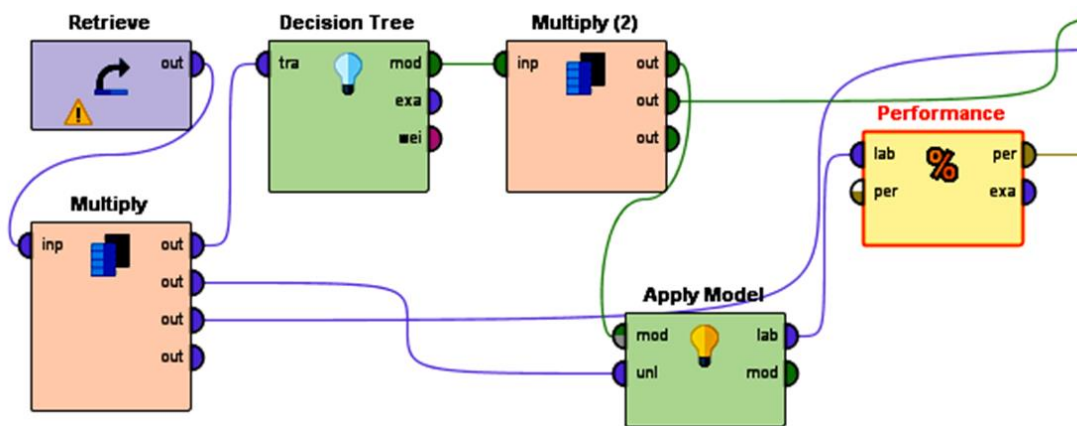 Retrieve
out
Decision Tree
tra
mod
exa
ei
Multiply (2)
inp
out
out
out
Performance
lab
per
%
per
exa
Multiply
inp
out
out
out
out
Apply Model
mod
lab
unl
mod